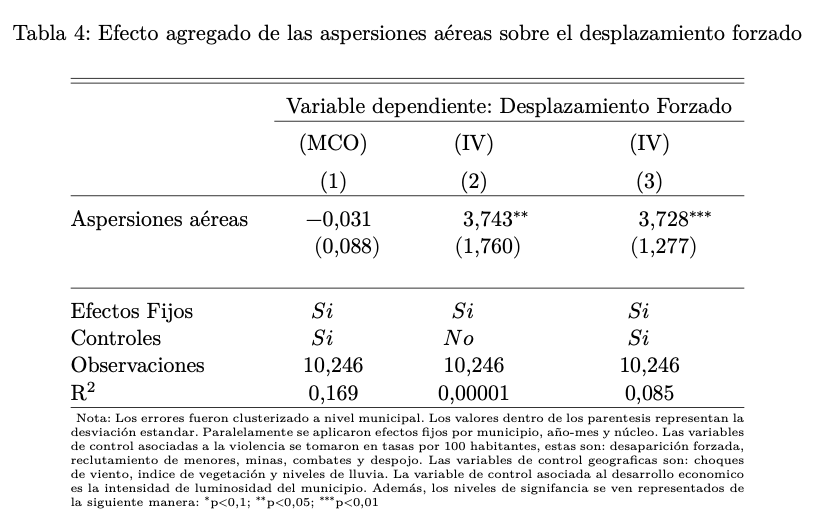 Tabla 4: Efecto agregado de las aspersiones aéreas sobre el desplazamiento forzado
Variable dependiente: Desplazamiento Forzado
(MCO) (IV) (IV)
(1) (2) (3)
Aspersiones aéreas −0,031 3,743** 3,728***
(0,088) (1,760) (1,277)
Efectos Fijos Si Si Si
Controles Si No Si
Observaciones 10,246 10,246 10,246
R² 0,169 0,00001 0,085
Nota: Los errores fueron clusterizado a nivel municipal. Los valores dentro de los parentesis representan la
desviación estandar. Paralelamente se aplicaron efectos fijos por municipio, año-mes y núcleo. Las variables
de control asociadas a la violencia se tomaron en tasas por 100 habitantes, estas son: desaparición forzada,
reclutamiento de menores, minas, combates y despojo. Las variables de control geograficas son: choques
de viento, indice de vegetación y niveles de lluvia. La variable de control asociada al desarrollo economico
es la intensidad de luminosidad del municipio. Además, los niveles de signifancia se ven representados de
la siguiente manera: *p<0,1; **p<0,05; ***p<0,01